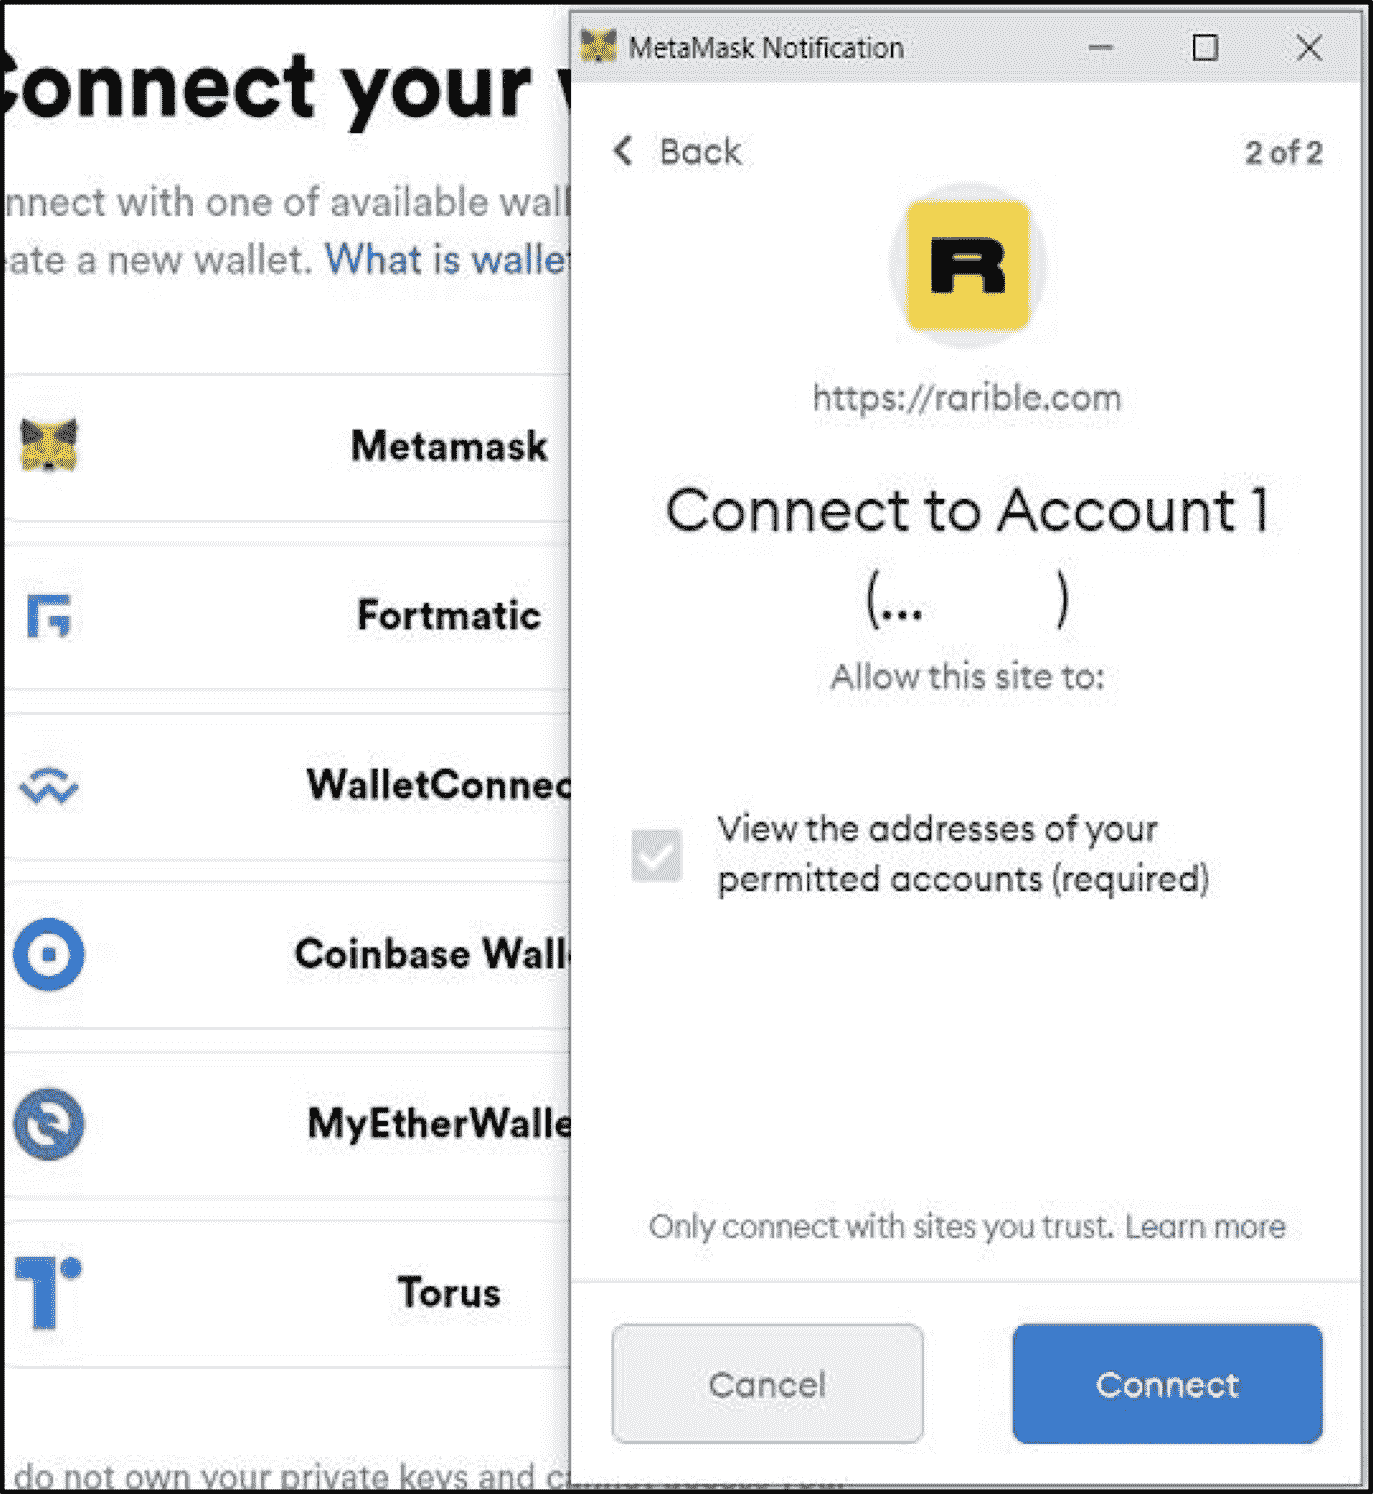 Connect your
nnect with one of available wall
eate a new wallet. What is wallet
Metamask
Fortmatic
WalletConnec
Coinbase Wall
MyEtherWalle
Torus
do not own your private keys and
MetaMask Notification
Back
2 of 2
R
https://rarible.com
Connect to Account 1
(... )
Allow this site to:
View the addresses of your
permitted accounts (required)
Only connect with sites you trust. Learn more
Cancel
Connect